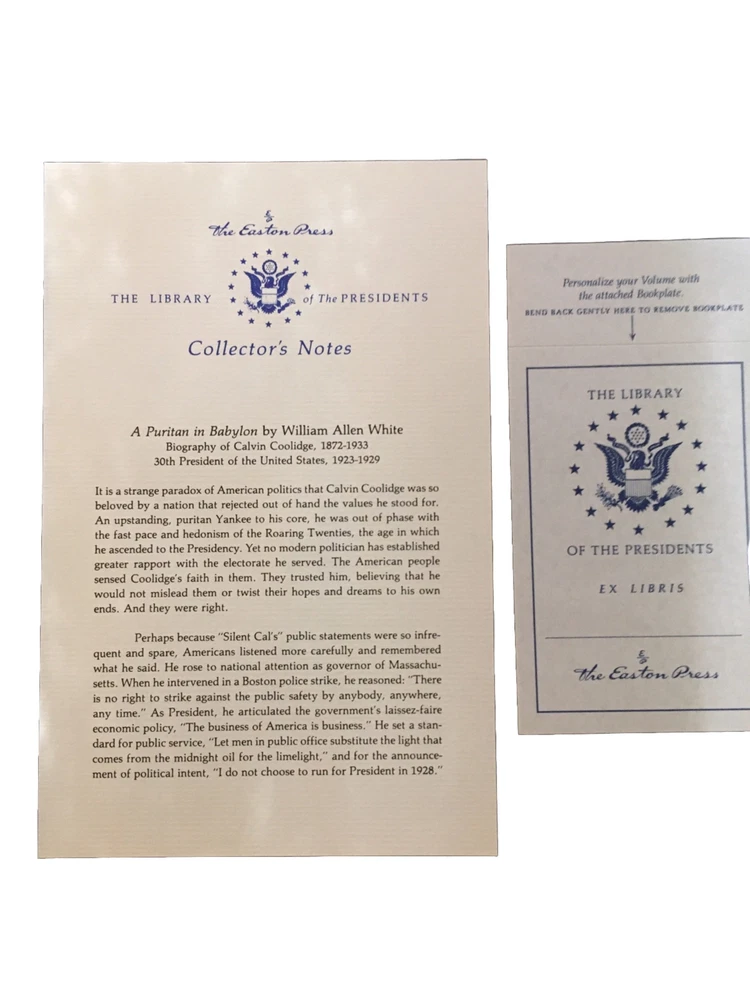 The Easton Press
THE LIBRARY of The PRESIDENTS
Collector's Notes
A Puritan in Babylon by William Allen White
Biography of Calvin Coolidge, 1872-1933
30th President of the United States, 1923-1929
It is a strange paradox of American politics that Calvin Coolidge was so
beloved by a nation that rejected out of hand the values he stood for.
An upstanding, puritan Yankee to his core, he was out of phase with
the fast pace and hedonism of the Roaring Twenties, the age in which
he ascended to the Presidency. Yet no modern politician has established
greater rapport with the electorate he served. The American people
sensed Coolidge's faith in them. They trusted him, believing that he
would not mislead them or twist their hopes and dreams to his own
ends. And they were right.
Perhaps because "Silent Cal's" public statements were so infre-
quent and spare, Americans listened more carefully and remembered
what he said. He rose to national attention as governor of Massachu-
setts. When he intervened in a Boston police strike, he reasoned: "There
is no right to strike against the public safety by anybody, anywhere,
any time." As President, he articulated the government's laissez-faire
economic policy, "The business of America is business." He set a stan-
dard for public service, "Let men in public office substitute the light that
comes from the midnight oil for the limelight," and for the announce-
ment of political intent, "I do not choose to run for President in 1928."
Personalize your Volume with
the attached Bookplate.
BEND BACK GENTLY HERE TO REMOVE BOOKPLATE
THE LIBRARY
OF THE PRESIDENTS
EX LIBRIS
The Easton Press